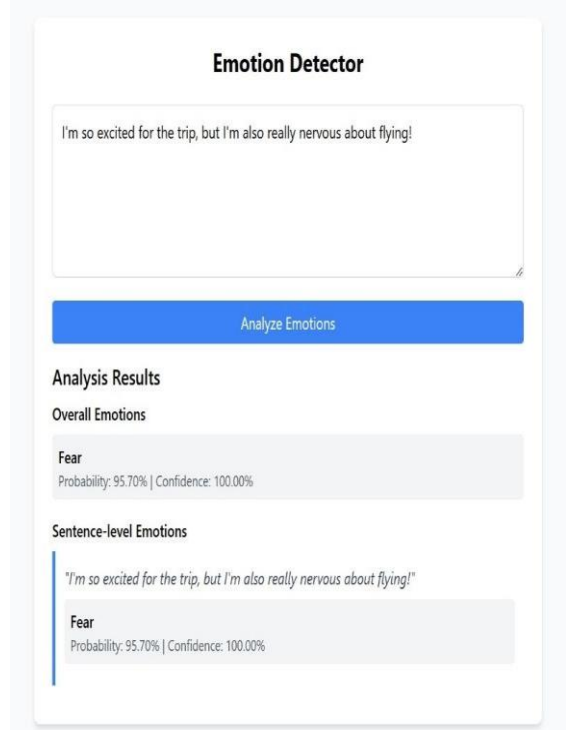 Emotion Detector
I'm so excited for the trip, but I'm also really nervous about flying!
Analyze Emotions
Analysis Results
Overall Emotions
Fear
Probability: 95.70% | Confidence: 100.00%
Sentence-level Emotions
"I'm so excited for the trip, but I'm also really nervous about flying!"
Fear
Probability: 95.70% | Confidence: 100.00%